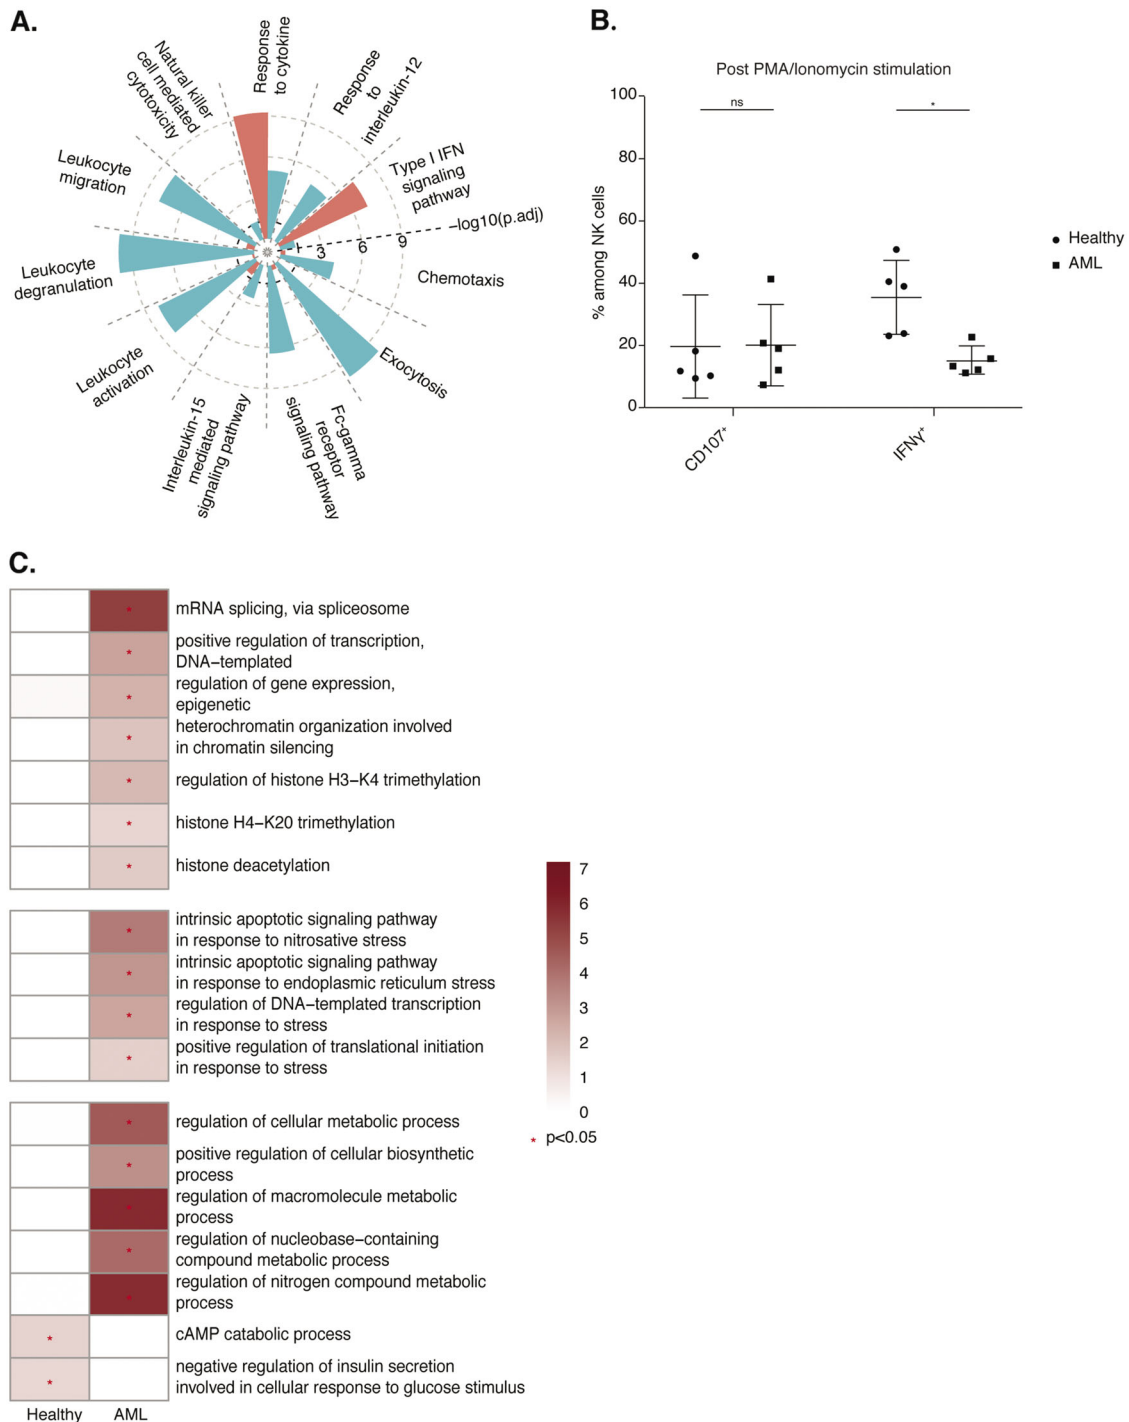 A.
Natural killer
cell mediated
cytotoxicity
Response
to cytokine
Response
to
interleukin-12
Type I IFN
signaling
pathway
–log10(p.adj)
1
3
6
9
Chemotaxis
Exocytosis
Fc-gamma
receptor
signaling pathway
Interleukin-15
mediated
signaling pathway
Leukocyte
activation
Leukocyte
degranulation
Leukocyte
migration
B.
Post PMA/Ionomycin stimulation
100
80
60
40
20
0
% among NK cells
ns
*
CD107+
IFNγ+
Healthy
AML
C.
* mRNA splicing, via spliceosome
* positive regulation of transcription,
DNA–templated
* regulation of gene expression,
epigenetic
* heterochromatin organization involved
in chromatin silencing
* regulation of histone H3–K4 trimethylation
* histone H4–K20 trimethylation
* histone deacetylation
* intrinsic apoptotic signaling pathway
in response to nitrosative stress
* intrinsic apoptotic signaling pathway
in response to endoplasmic reticulum stress
* regulation of DNA–templated transcription
in response to stress
* positive regulation of translational initiation
in response to stress
* regulation of cellular metabolic process
* positive regulation of cellular biosynthetic
process
* regulation of macromolecule metabolic
process
* regulation of nucleobase–containing
compound metabolic process
* regulation of nitrogen compound metabolic
process
* cAMP catabolic process
* negative regulation of insulin secretion
involved in cellular response to glucose stimulus
Healthy AML
7
6
5
4
3
2
1
0
* p<0.05